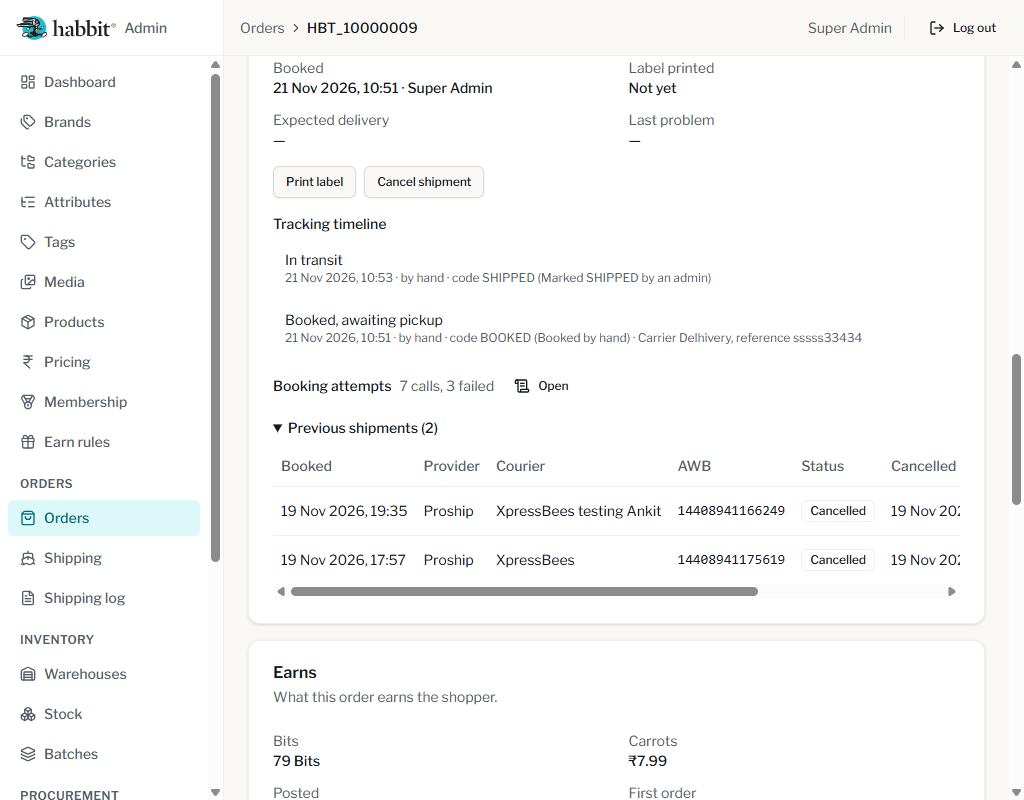 habbit® Admin
Orders > HBT_10000009
Super Admin
Log out
Dashboard
Brands
Categories
Attributes
Tags
Media
Products
Pricing
Membership
Earn rules
ORDERS
Orders
Shipping
Shipping log
INVENTORY
Warehouses
Stock
Batches
PROCUREMENT
Booked
21 Nov 2026, 10:51 · Super Admin
Label printed
Not yet
Expected delivery
—
Last problem
—
Print label
Cancel shipment
Tracking timeline
In transit
21 Nov 2026, 10:53 · by hand · code SHIPPED (Marked SHIPPED by an admin)
Booked, awaiting pickup
21 Nov 2026, 10:51 · by hand · code BOOKED (Booked by hand) · Carrier Delhivery, reference sssss33434
Booking attempts 7 calls, 3 failed Open
▼ Previous shipments (2)
Booked Provider Courier AWB Status Cancelled
19 Nov 2026, 19:35 Proship XpressBees testing Ankit 14408941166249 Cancelled 19 Nov 202
19 Nov 2026, 17:57 Proship XpressBees 14408941175619 Cancelled 19 Nov 202
Earns
What this order earns the shopper.
Bits
79 Bits
Carrots
₹7.99
Posted
First order